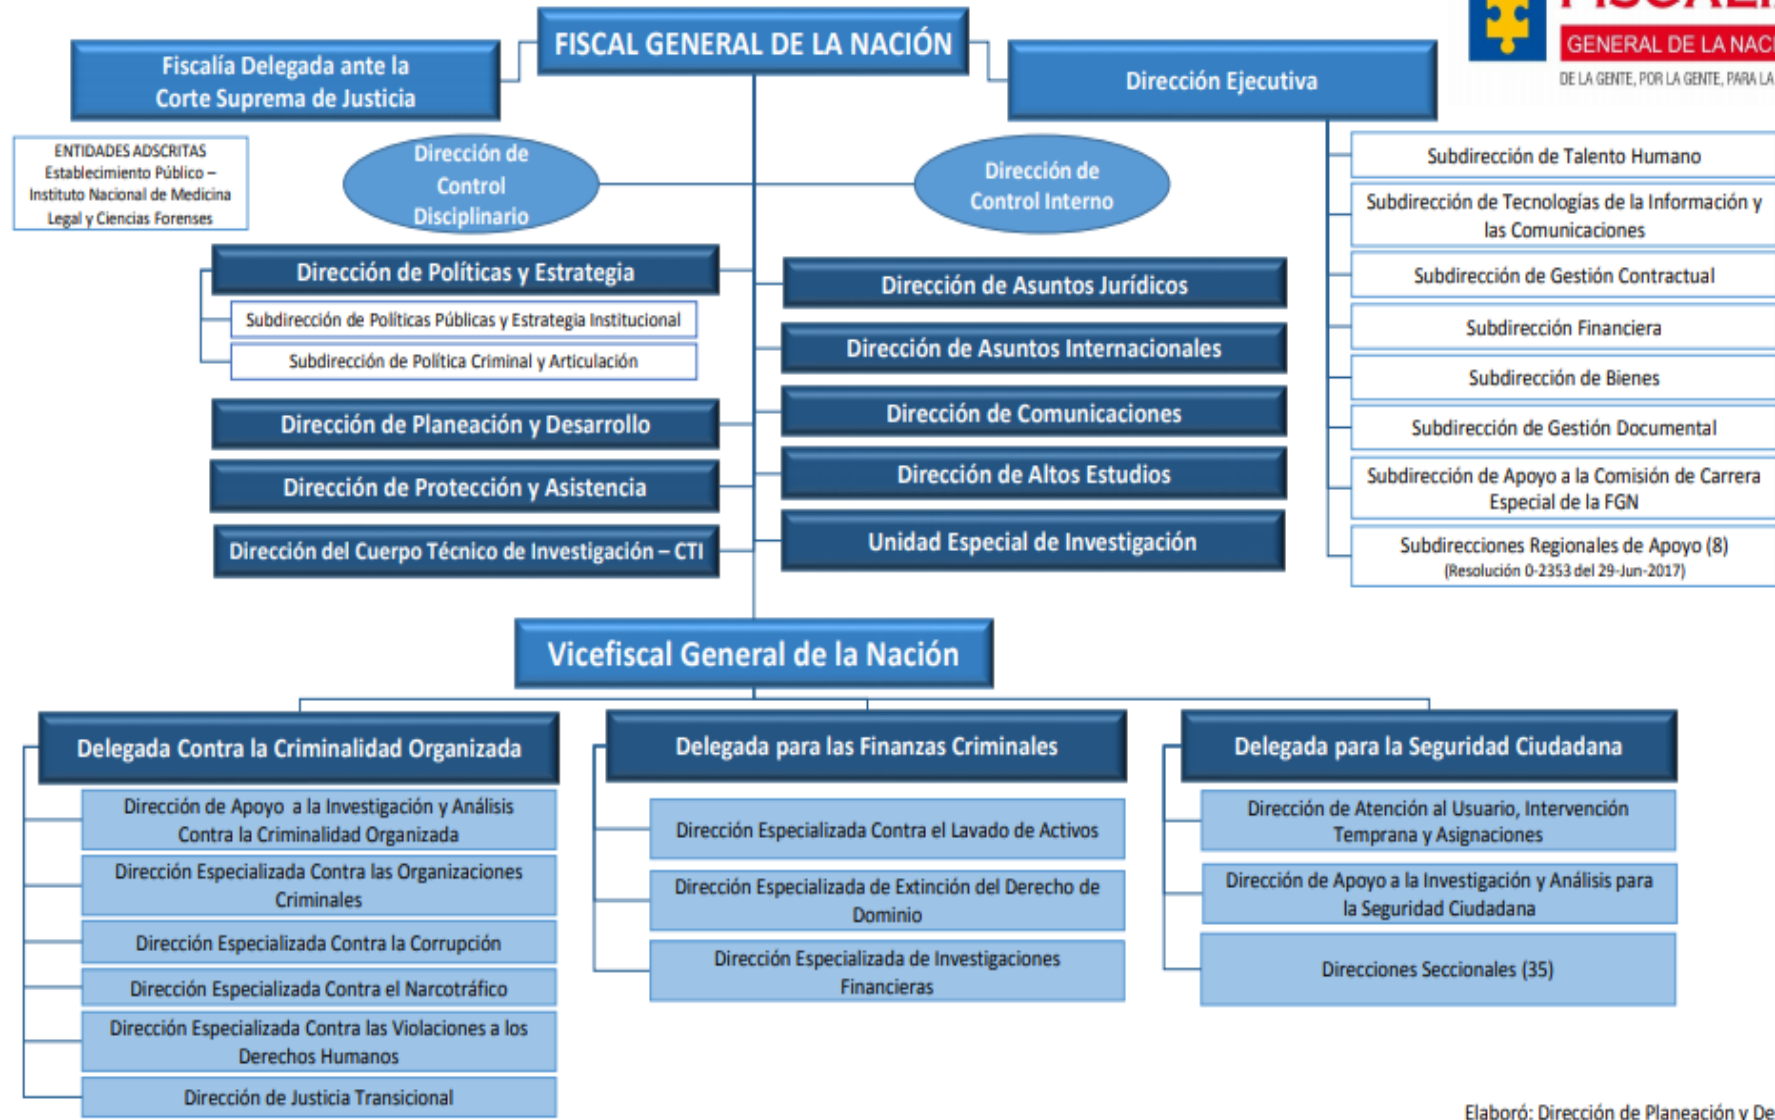 FISCAL GENERAL DE LA NACIÓN
Fiscalía Delegada ante la
Corte Suprema de Justicia
Dirección Ejecutiva
GENERAL DE LA
DE LA GENTE, POR LA GENTE, PARA LA
ENTIDADES ADSCRITAS
Establecimiento Público –
Instituto Nacional de Medicina
Legal y Ciencias Forenses
Dirección de
Control
Disciplinario
Dirección de
Control Interno
Dirección de Políticas y Estrategia
Subdirección de Políticas Públicas y Estrategia Institucional
Subdirección de Política Criminal y Articulación
Dirección de Planeación y Desarrollo
Dirección de Protección y Asistencia
Dirección del Cuerpo Técnico de Investigación – CTI
Dirección de Asuntos Jurídicos
Dirección de Asuntos Internacionales
Dirección de Comunicaciones
Dirección de Altos Estudios
Unidad Especial de Investigación
Subdirección de Talento Humano
Subdirección de Tecnologías de la Información y
las Comunicaciones
Subdirección de Gestión Contractual
Subdirección Financiera
Subdirección de Bienes
Subdirección de Gestión Documental
Subdirección de Apoyo a la Comisión de Carrera
Especial de la FGN
Subdirecciones Regionales de Apoyo (8)
(Resolución 0-2353 del 29-Jun-2017)
Vicefiscal General de la Nación
Delegada Contra la Criminalidad Organizada
Dirección de Apoyo a la Investigación y Análisis
Contra la Criminalidad Organizada
Dirección Especializada Contra las Organizaciones
Criminales
Dirección Especializada Contra la Corrupción
Dirección Especializada Contra el Narcotráfico
Dirección Especializada Contra las Violaciones a los
Derechos Humanos
Dirección de Justicia Transicional
Delegada para las Finanzas Criminales
Dirección Especializada Contra el Lavado de Activos
Dirección Especializada de Extinción del Derecho de
Dominio
Dirección Especializada de Investigaciones
Financieras
Delegada para la Seguridad Ciudadana
Dirección de Atención al Usuario, Intervención
Temprana y Asignaciones
Dirección de Apoyo a la Investigación y Análisis para
la Seguridad Ciudadana
Direcciones Seccionales (35)
Elaboró: Dirección de Planeación y